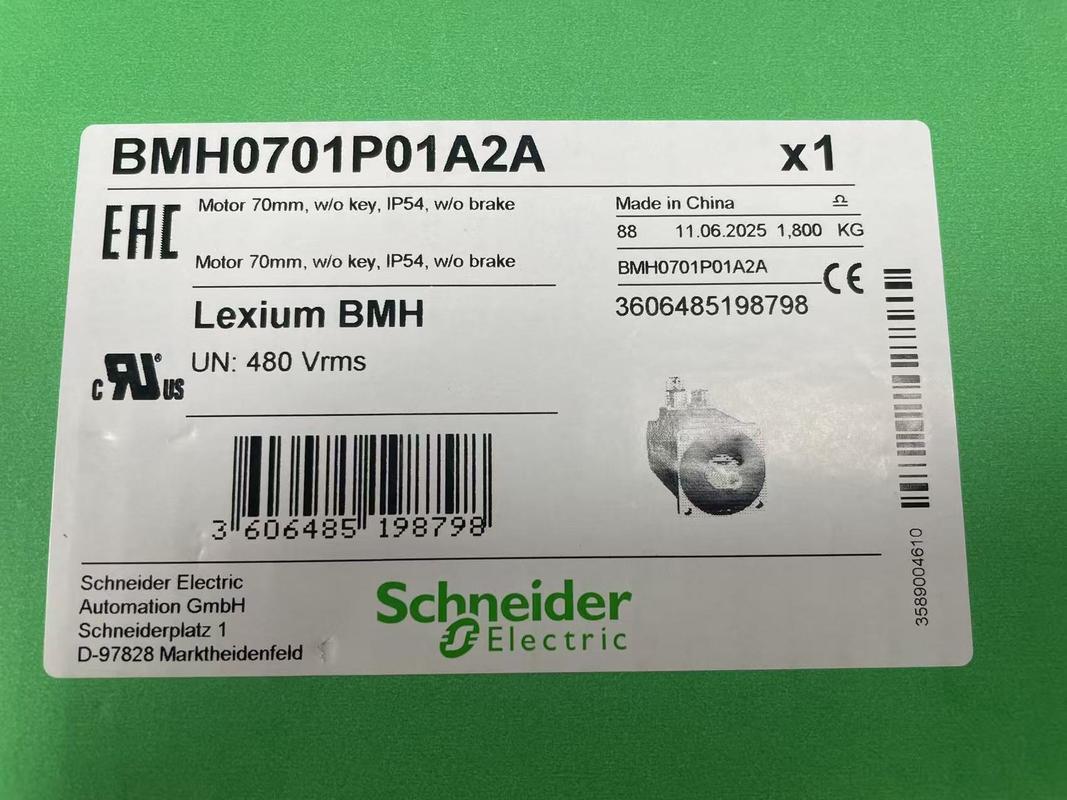 BMH0701P01A2A x1
EAC
Motor 70mm, w/o key, IP54, w/o brake
Motor 70mm, w/o key, IP54, w/o brake
Lexium BMH
UN: 480 Vrms
c RU ® US
Made in China
88 11.06.2025 1,800 KG
BMH0701P01A2A
CE
3606485198798
3 606485 198798
3589004610
Schneider Electric
Automation GmbH
Schneiderplatz 1
D-97828 Marktheidenfeld
Schneider
Electric